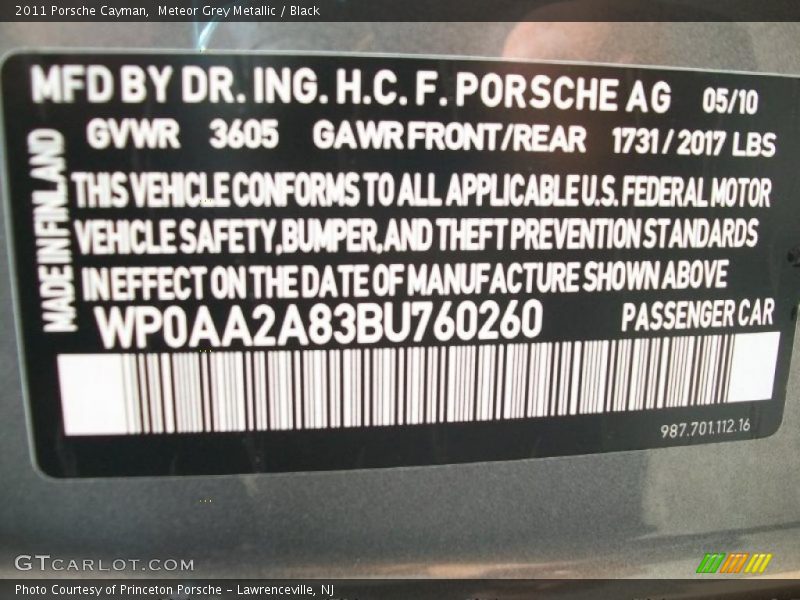 2011 Porsche Cayman,  Meteor Grey Metallic / Black
MFD BY DR. ING. H.C. F. PORSCHE AG 05/10
GVWR 3605 GAWR FRONT/REAR 1731 / 2017 LBS
MADE IN FINLAND
THIS VEHICLE CONFORMS TO ALL APPLICABLE U.S. FEDERAL MOTOR
VEHICLE SAFETY, BUMPER, AND THEFT PREVENTION STANDARDS
IN EFFECT ON THE DATE OF MANUFACTURE SHOWN ABOVE
WP0AA2A83BU760260 PASSENGER CAR
987.701.112.16
GTCARLOT.COM
Photo Courtesy of Princeton Porsche - Lawrenceville, NJ